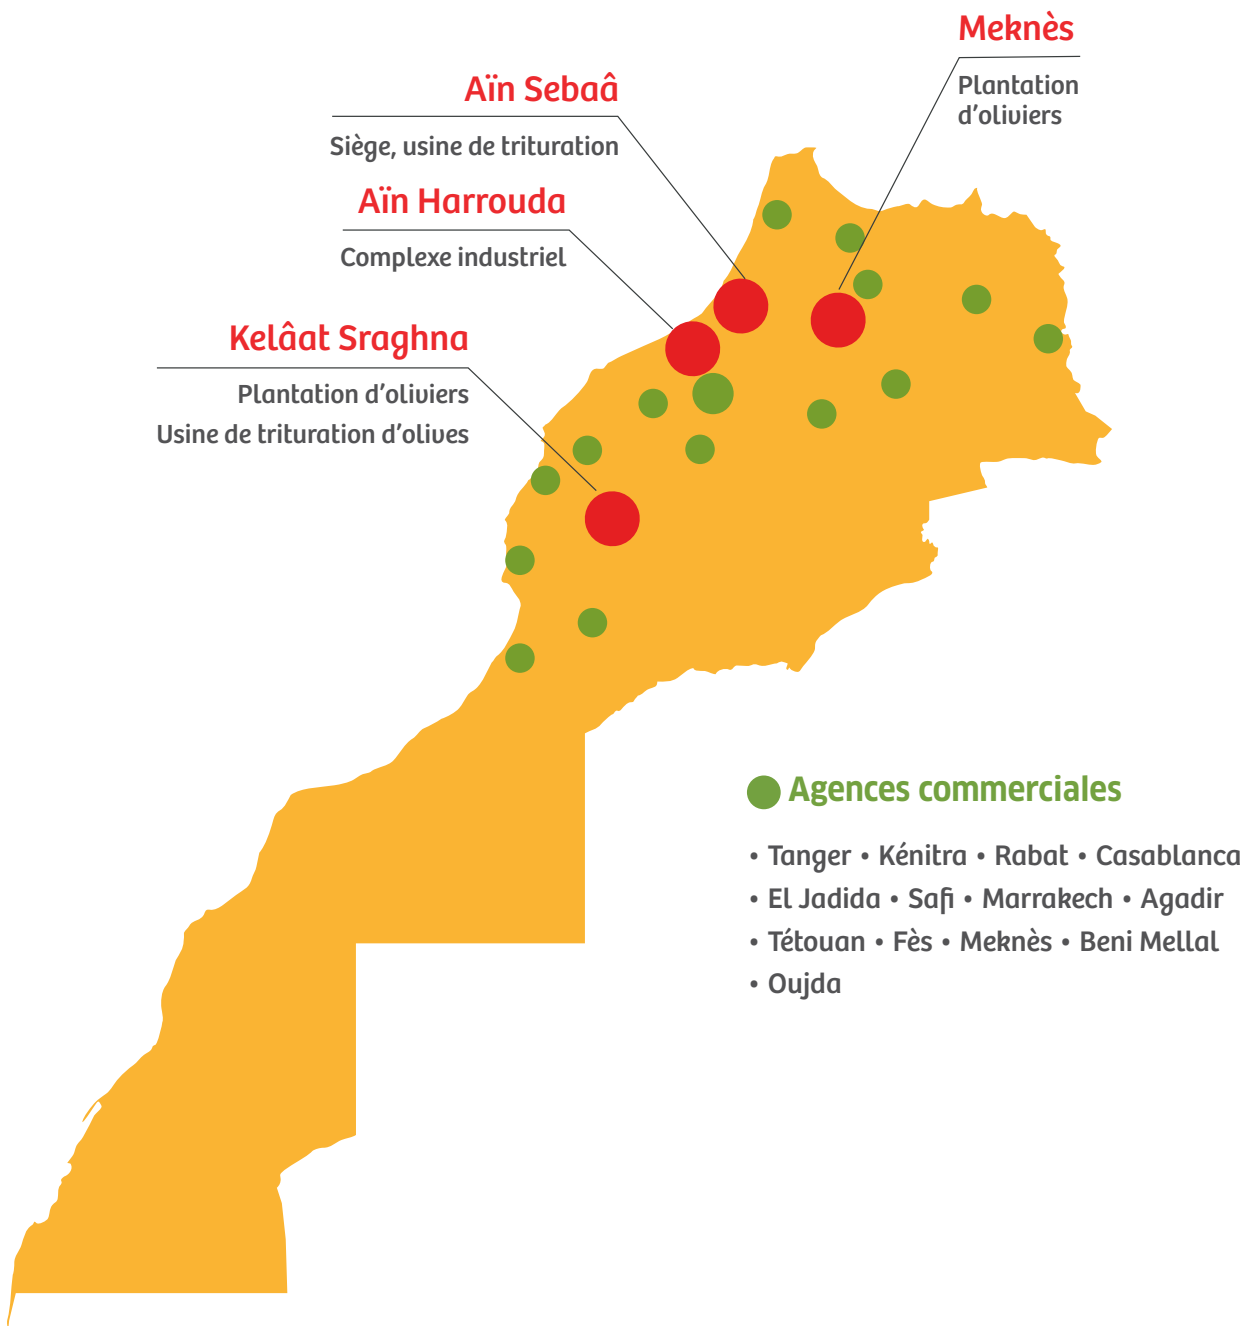 Meknès
Plantation
d'oliviers
Aïn Sebaâ
Siège, usine de trituration
Aïn Harrouda
Complexe industriel
Kelâat Sraghna
Plantation d'oliviers
Usine de trituration d'olives
Agences commerciales
• Tanger • Kénitra • Rabat • Casablanca
• El Jadida • Safi • Marrakech • Agadir
• Tétouan • Fès • Meknès • Beni Mellal
• Oujda